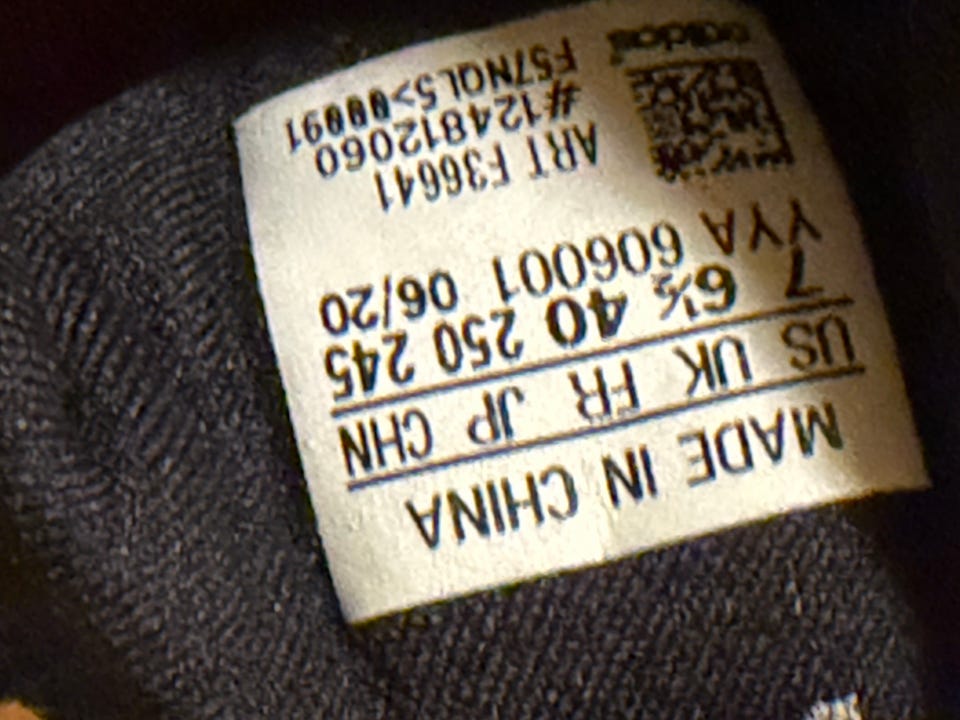 MADE IN CHINA
US UK FR JP CHN
7 6½ 40 250 245
YYA 606001 06/20
ART F36641
#124812060
F57NQL5>00091
adidas